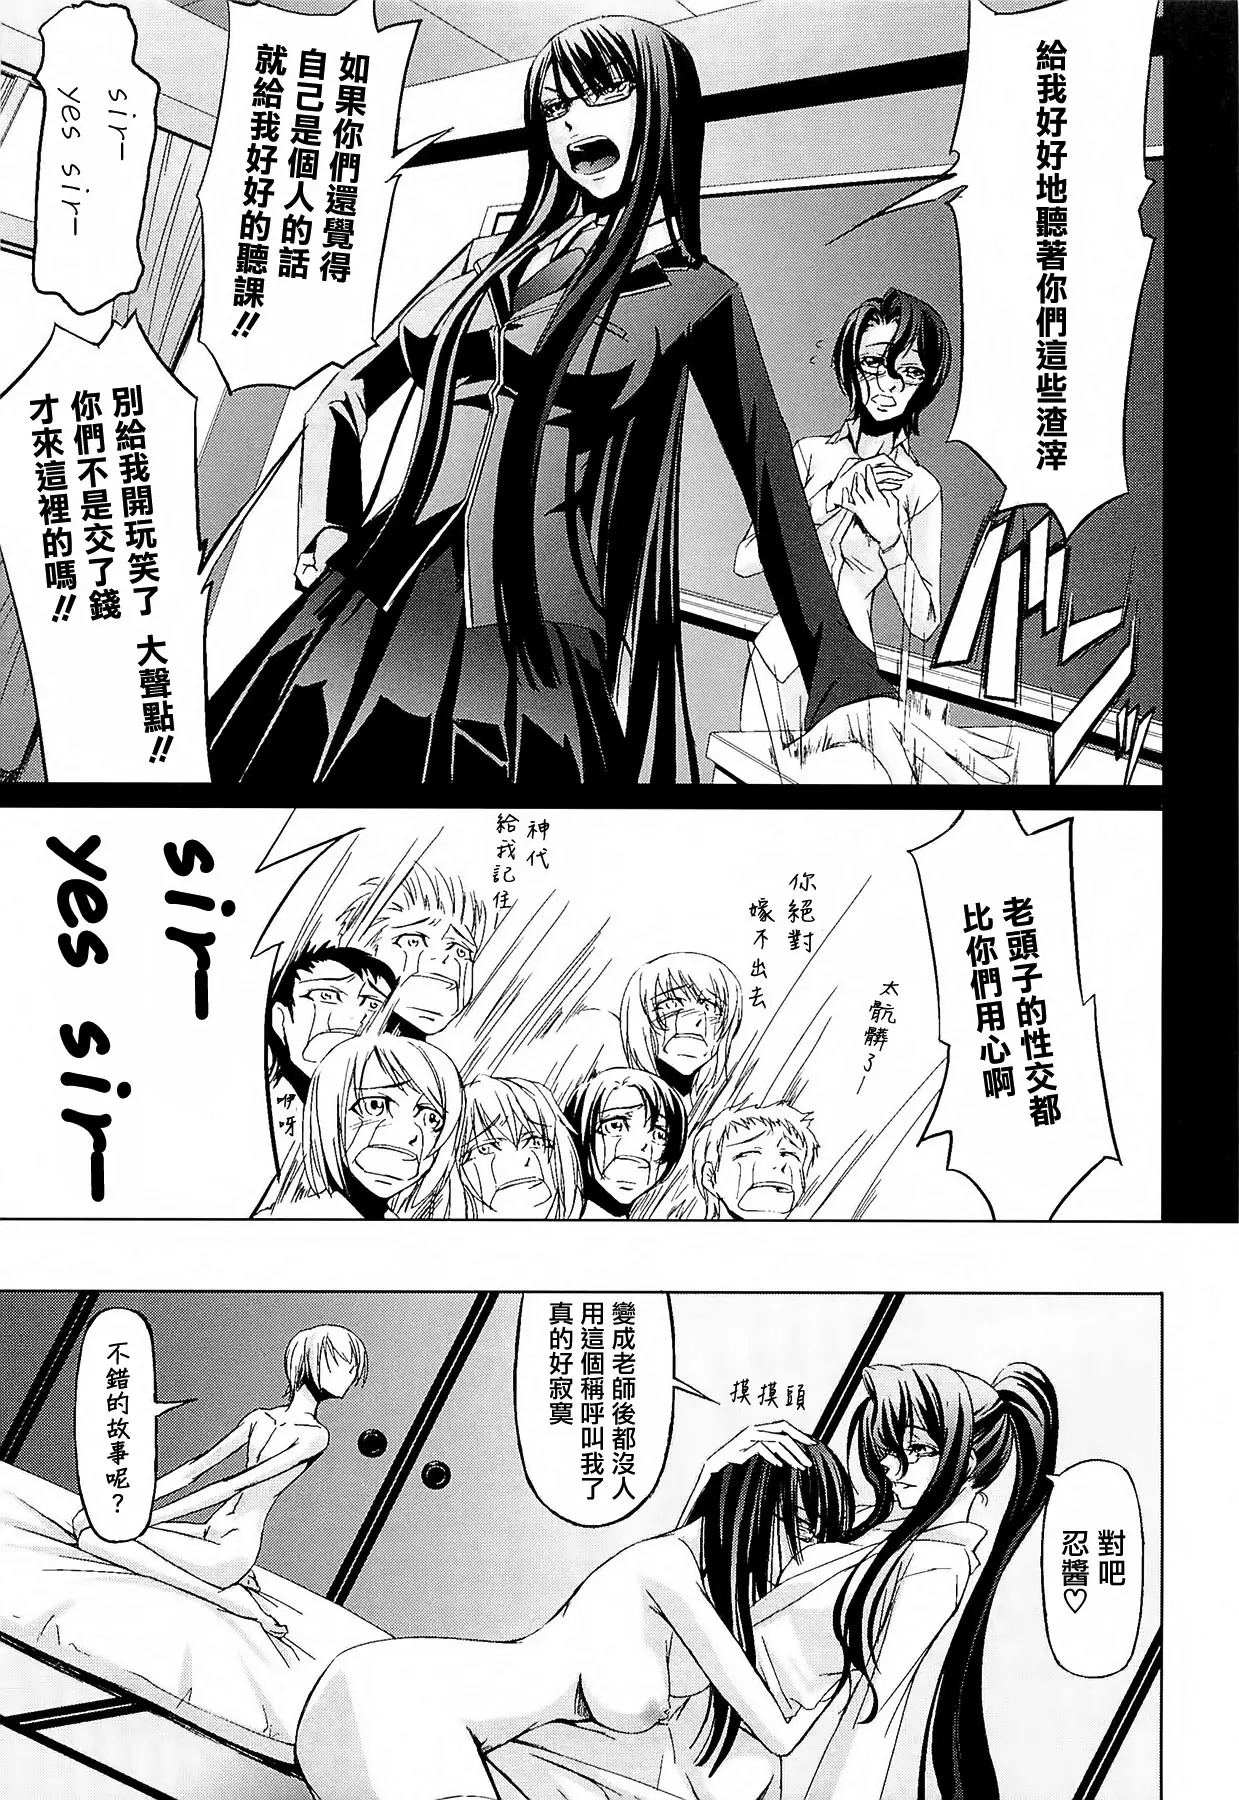 給我好好地聽著你們這些渣滓
バンッ
如果你們還覺得
自己是個人的話
就給我好好的聽課!!
sir—
yes sir—
別給我開玩笑了 大聲點!!
你們不是交了錢
才來這裡的嗎!!
老頭子的性交都
比你們用心啊
太骯髒了—
你絕對
嫁不出去
神代
給我記住—
咿呀
sir—
yes sir—
對吧
忍醬♡
摸摸頭
變成老師後都沒人
用這個稱呼叫我了
真的好寂寞
不錯的故事呢？